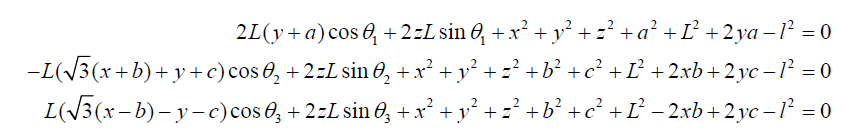 2L(y + a) cos θ₁ + 2zL sin θ₁ + x² + y² + z² + a² + L² + 2ya − l² = 0
−L(√3(x + b) + y + c) cos θ₂ + 2zL sin θ₂ + x² + y² + z² + b² + c² + L² + 2xb + 2yc − l² = 0
L(√3(x − b) − y − c) cos θ₃ + 2zL sin θ₃ + x² + y² + z² + b² + c² + L² − 2xb + 2yc − l² = 0